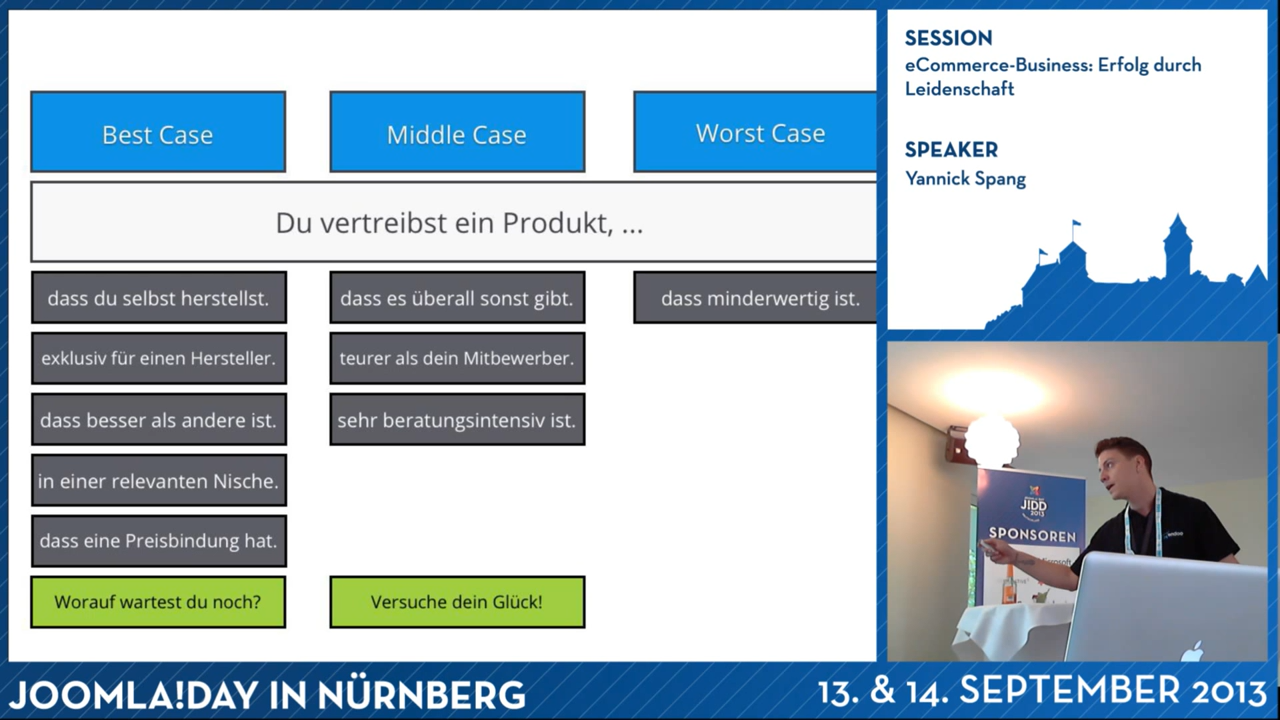 Best Case
Middle Case
Worst Case
Du vertreibst ein Produkt, ...
dass du selbst herstellst.
dass es überall sonst gibt.
dass minderwertig ist.
exklusiv für einen Hersteller.
teurer als dein Mitbewerber.
dass besser als andere ist.
sehr beratungsintensiv ist.
in einer relevanten Nische.
dass eine Preisbindung hat.
Worauf wartest du noch?
Versuche dein Glück!
SESSION
eCommerce-Business: Erfolg durch
Leidenschaft
SPEAKER
Yannick Spang
JIDD
2013
SPONSOREN
JOOMLA!DAY IN NÜRNBERG
13. & 14. SEPTEMBER 2013